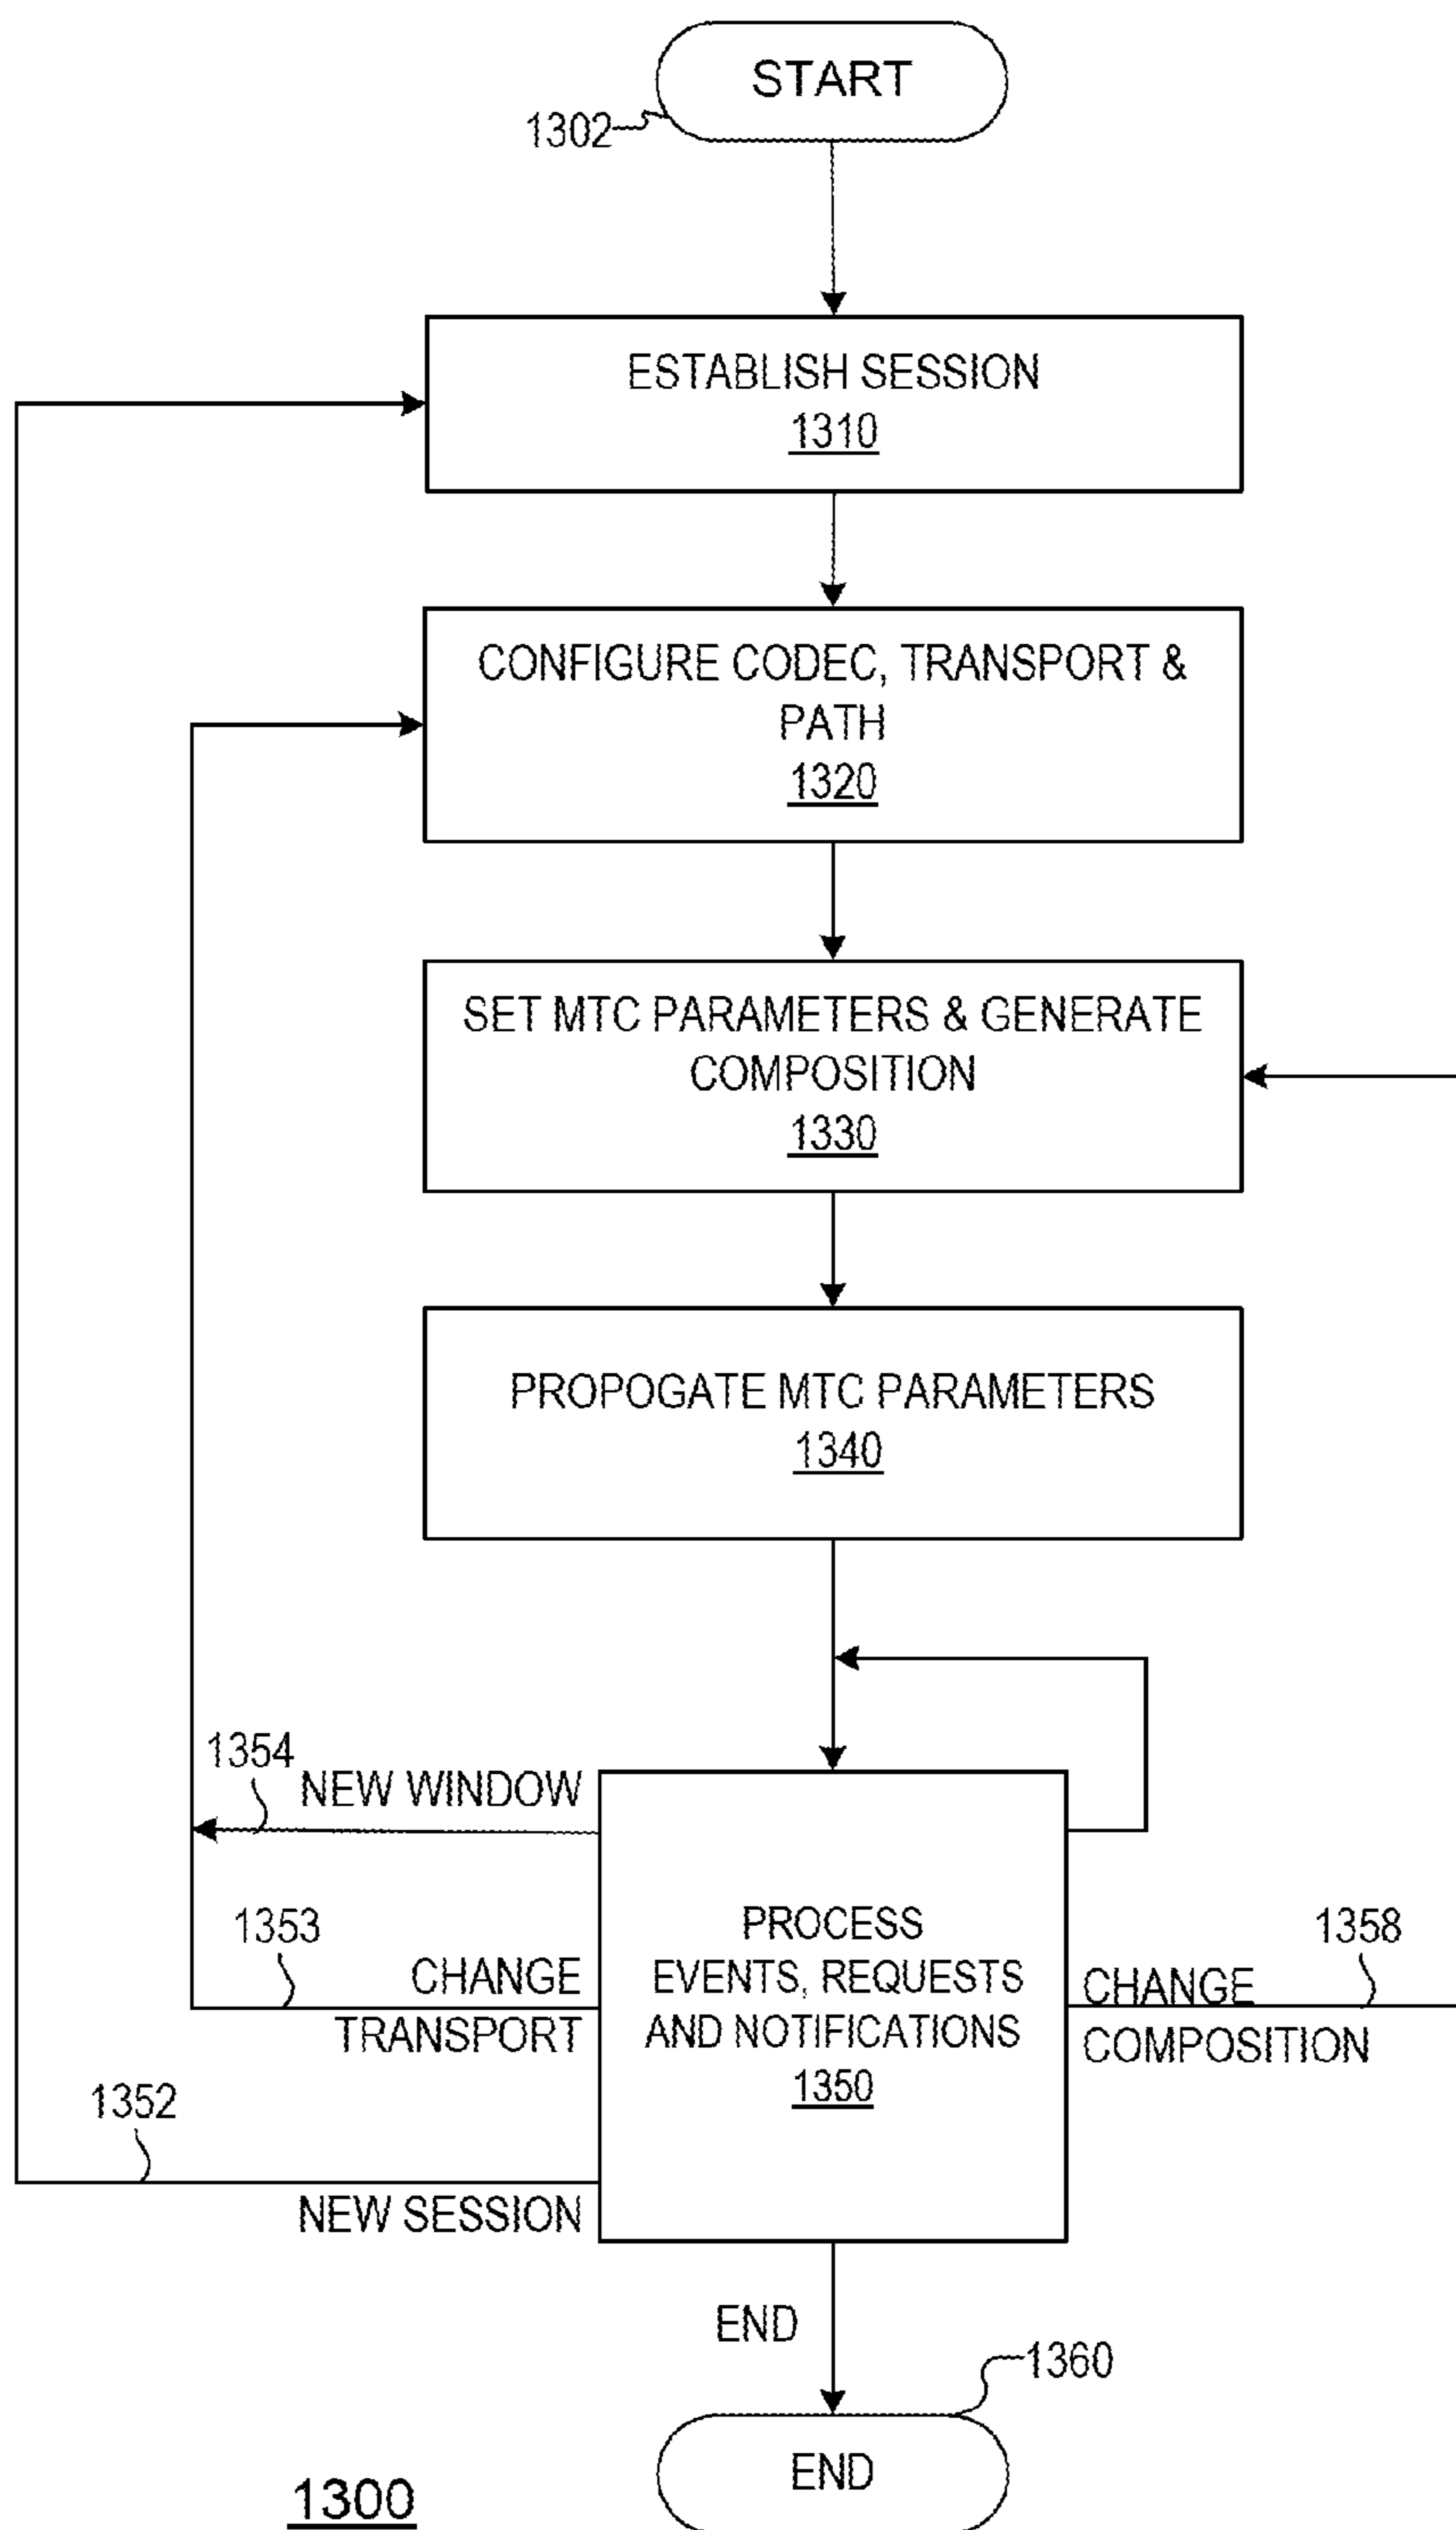 START
1302
ESTABLISH SESSION
1310
CONFIGURE CODEC, TRANSPORT &
PATH
1320
SET MTC PARAMETERS & GENERATE
COMPOSITION
1330
PROPOGATE MTC PARAMETERS
1340
1354
NEW WINDOW
1353
CHANGE
TRANSPORT
1352
NEW SESSION
PROCESS
EVENTS, REQUESTS
AND NOTIFICATIONS
1350
1358
CHANGE
COMPOSITION
END
1360
END
1300